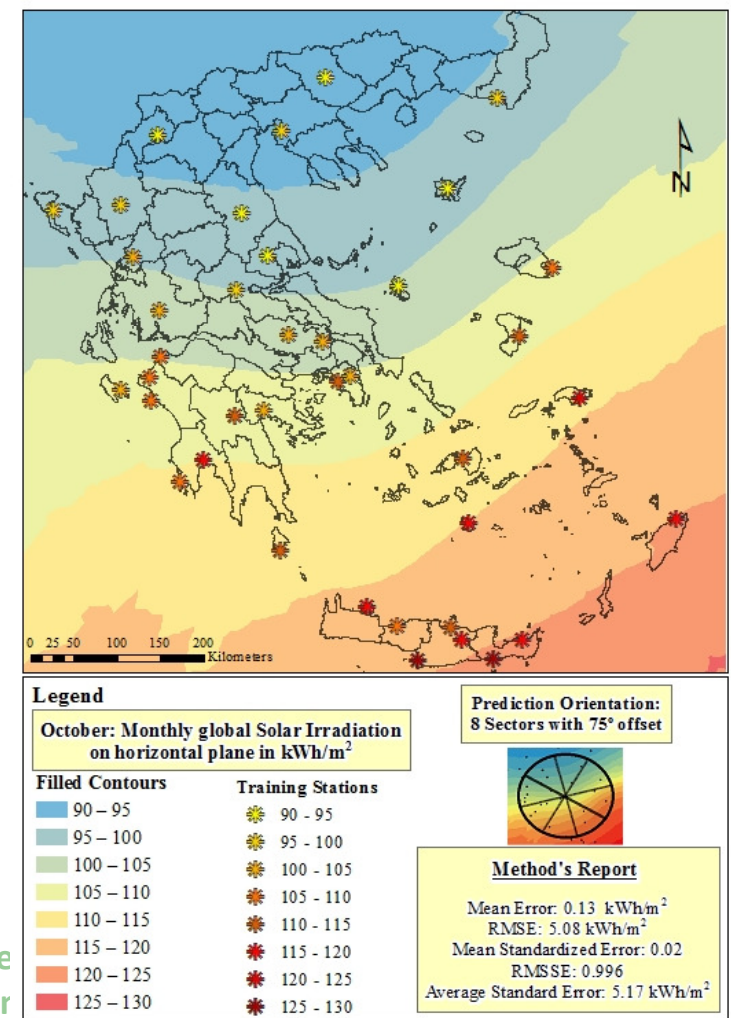 N
0 25 50 100 150 200
Kilometers
Legend
October: Monthly global Solar Irradiation
on horizontal plane in kWh/m²
Filled Contours
90 – 95
95 – 100
100 – 105
105 – 110
110 – 115
115 – 120
120 – 125
125 – 130
Training Stations
90 - 95
95 - 100
100 - 105
105 - 110
110 - 115
115 - 120
120 - 125
125 - 130
Prediction Orientation:
8 Sectors with 75° offset
Method's Report
Mean Error: 0.13 kWh/m²
RMSE: 5.08 kWh/m²
Mean Standardized Error: 0.02
RMSSE: 0.996
Average Standard Error: 5.17 kWh/m²
e
r